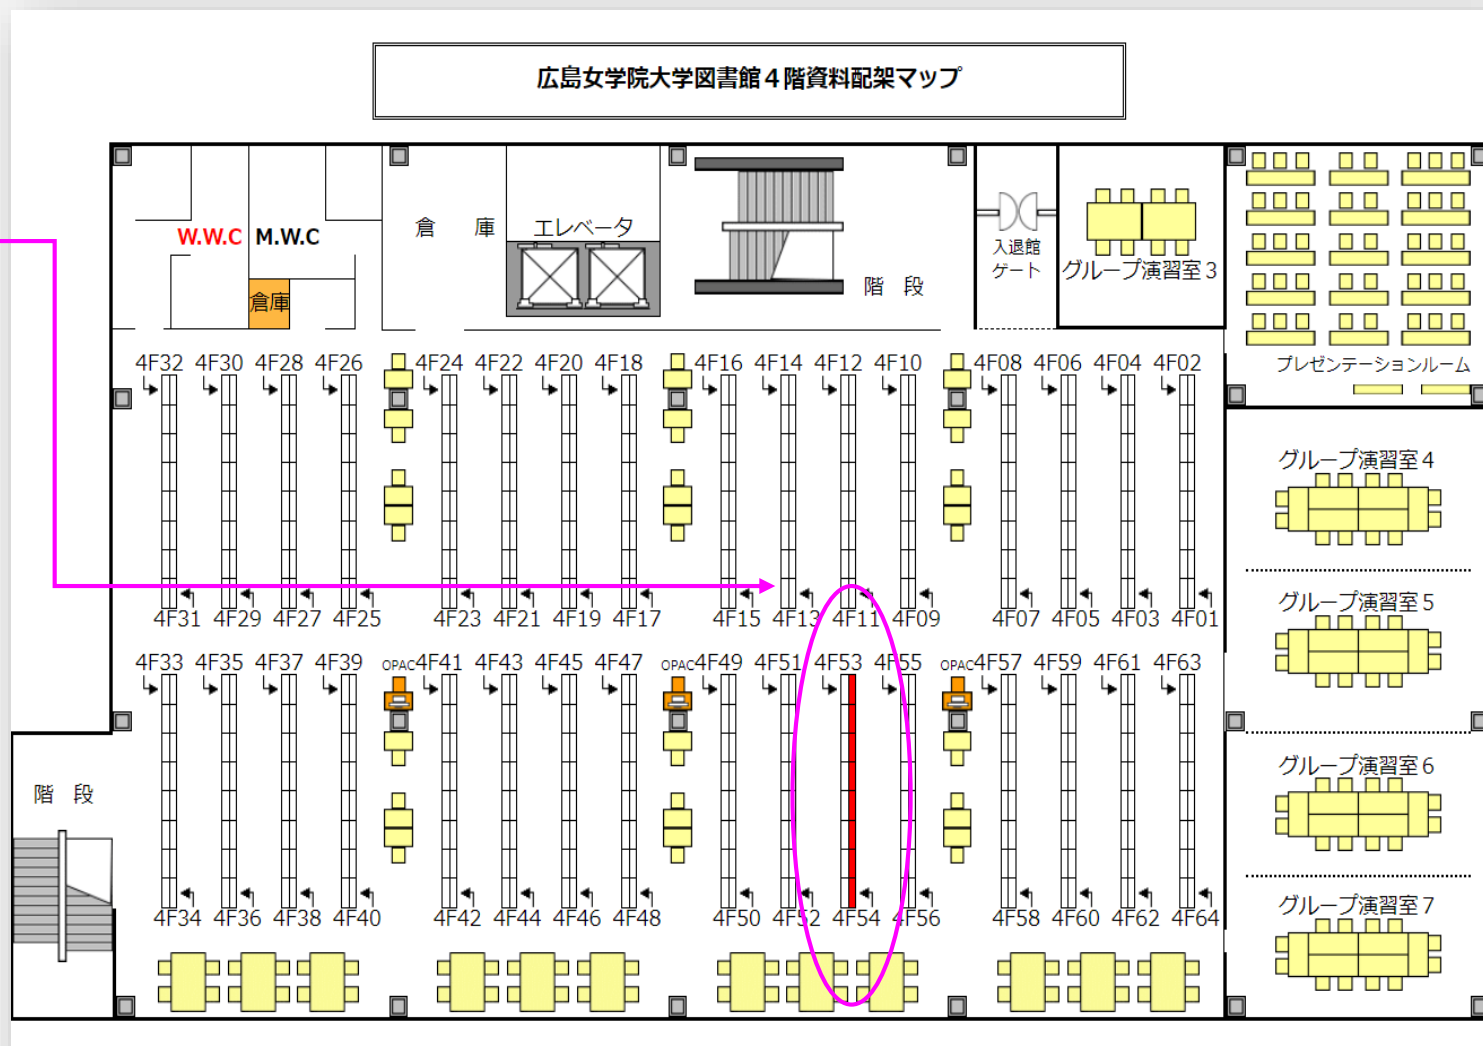 広島女学院大学図書館４階資料配架マップ
W.W.C M.W.C
倉庫
倉　庫
エレベータ
階　段
入退館
ゲート
グループ演習室３
プレゼンテーションルーム
4F32 4F30 4F28 4F26 4F24 4F22 4F20 4F18 4F16 4F14 4F12 4F10 4F08 4F06 4F04 4F02
4F31 4F29 4F27 4F25 4F23 4F21 4F19 4F17 4F15 4F13 4F11 4F09 4F07 4F05 4F03 4F01
4F33 4F35 4F37 4F39 OPAC 4F41 4F43 4F45 4F47 OPAC 4F49 4F51 4F53 4F55 OPAC 4F57 4F59 4F61 4F63
4F34 4F36 4F38 4F40 4F42 4F44 4F46 4F48 4F50 4F52 4F54 4F56 4F58 4F60 4F62 4F64
階　段
グループ演習室４
グループ演習室５
グループ演習室６
グループ演習室７